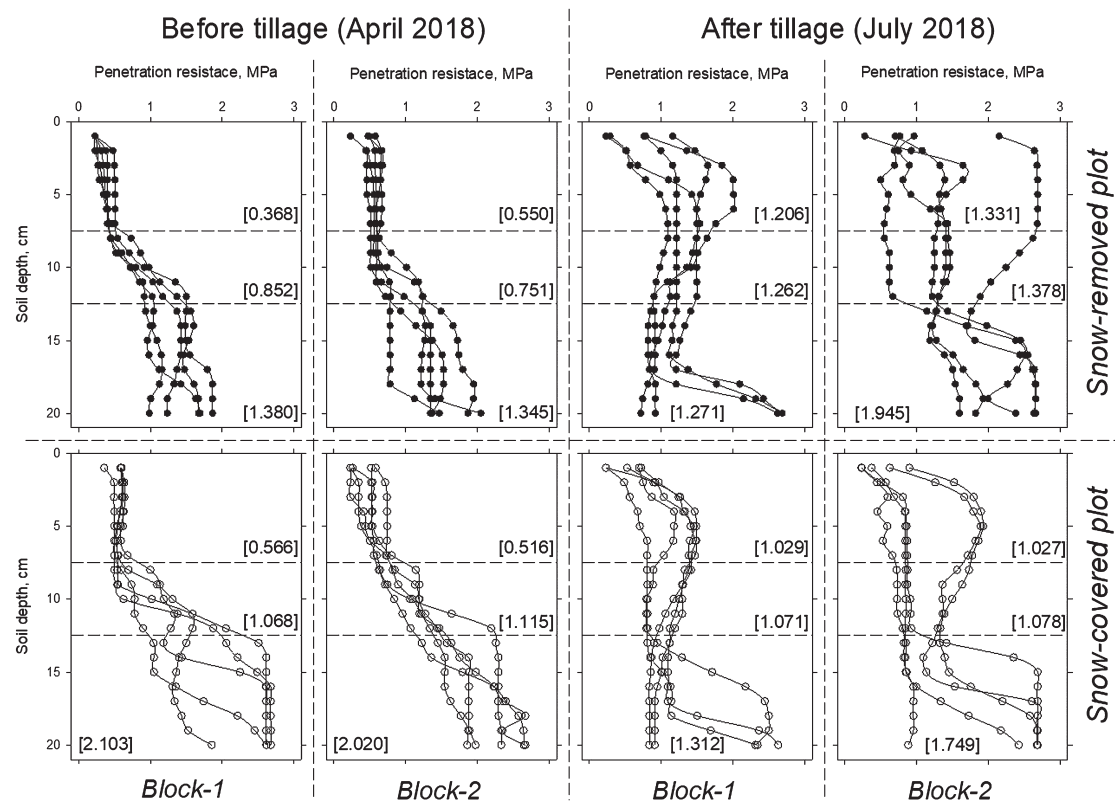 Before tillage (April 2018)
After tillage (July 2018)
Penetration resistace, MPa
Penetration resistace, MPa
Penetration resistace, MPa
Penetration resistace, MPa
0 1 2 3
0 1 2 3
0 1 2 3
0 1 2 3
Soil depth, cm
0
5
10
15
20
[0.368]
[0.852]
[1.380]
[0.550]
[0.751]
[1.345]
[1.206]
[1.262]
[1.271]
[1.331]
[1.378]
[1.945]
Snow-removed plot
Soil depth, cm
0
5
10
15
20
[0.566]
[1.068]
[2.103]
[0.516]
[1.115]
[2.020]
[1.029]
[1.071]
[1.312]
[1.027]
[1.078]
[1.749]
Snow-covered plot
Block-1
Block-2
Block-1
Block-2